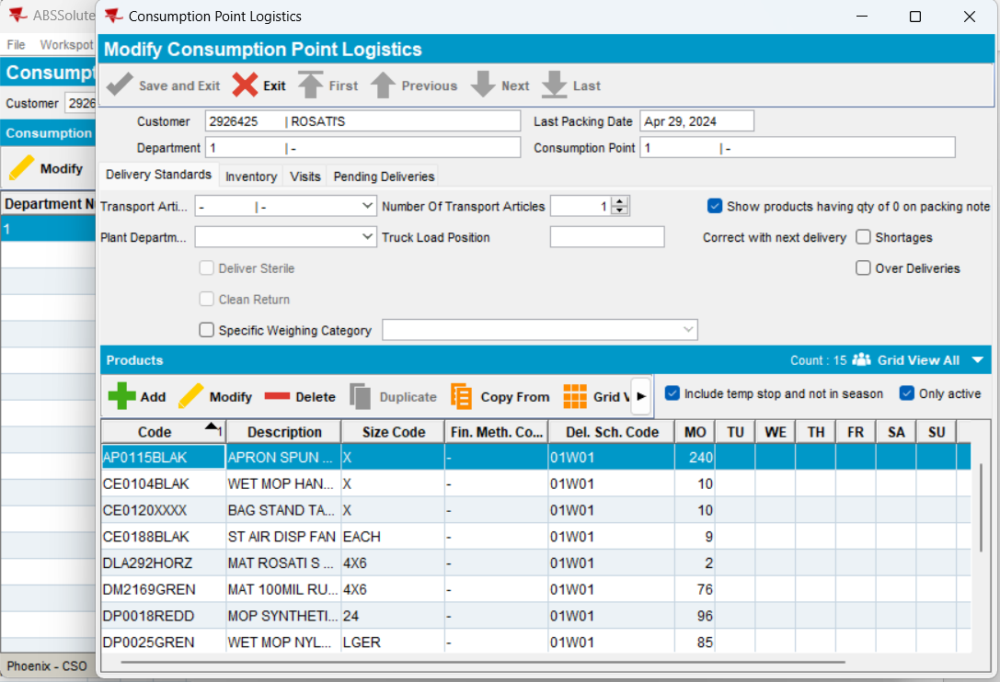 ABSSolute
Consumption Point Logistics
File Workspot
Consumpt
Customer 2926
Consumption
Modify
Department N
1
Phoenix - CSO
Modify Consumption Point Logistics
Save and Exit Exit First Previous Next Last
Customer 2926425 | ROSATI'S Last Packing Date Apr 29, 2024
Department 1 | - Consumption Point 1 | -
Delivery Standards Inventory Visits Pending Deliveries
Transport Arti... - | - Number Of Transport Articles 1 Show products having qty of 0 on packing note
Plant Departm... Truck Load Position Correct with next delivery Shortages
Deliver Sterile Over Deliveries
Clean Return
Specific Weighing Category
Products Count : 15 Grid View All
Add Modify Delete Duplicate Copy From Grid V Include temp stop and not in season Only active
Code 1 Description Size Code Fin. Meth. Co... Del. Sch. Code MO TU WE TH FR SA SU
AP0115BLAK APRON SPUN ... X - 01W01 240
CE0104BLAK WET MOP HAN... X - 01W01 10
CE0120XXXX BAG STAND TA... X - 01W01 10
CE0188BLAK ST AIR DISP FAN EACH - 01W01 9
DLA292HORZ MAT ROSATI S ... 4X6 - 01W01 2
DM2169GREN MAT 100MIL RU... 4X6 - 01W01 76
DP0018REDD MOP SYNTHETI... 24 - 01W01 96
DP0025GREN WET MOP NYL... LGER - 01W01 85